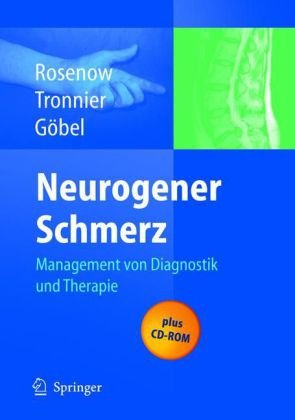 Rosenow
Tronnier
Göbel
Neurogener
Schmerz
Management von Diagnostik
und Therapie
plus
CD-ROM
Springer